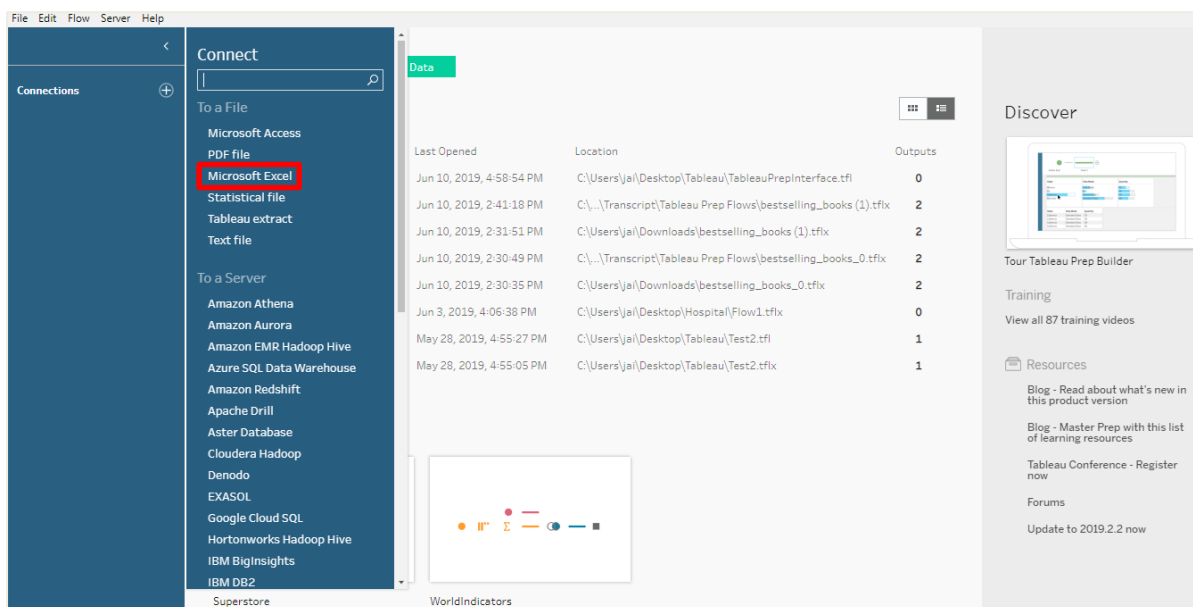 File Edit Flow Server Help
Connections
Connect
To a File
Microsoft Access
PDF file
Microsoft Excel
Statistical file
Tableau extract
Text file
To a Server
Amazon Athena
Amazon Aurora
Amazon EMR Hadoop Hive
Azure SQL Data Warehouse
Amazon Redshift
Apache Drill
Aster Database
Cloudera Hadoop
Denodo
EXASOL
Google Cloud SQL
Hortonworks Hadoop Hive
IBM BigInsights
IBM DB2
Data
Last Opened Location Outputs
Jun 10, 2019, 4:58:54 PM C:\Users\jai\Desktop\Tableau\TableauPrepInterface.tfl 0
Jun 10, 2019, 2:41:18 PM C:\...\Transcript\Tableau Prep Flows\bestselling_books (1).tflx 2
Jun 10, 2019, 2:31:51 PM C:\Users\jai\Downloads\bestselling_books (1).tflx 2
Jun 10, 2019, 2:30:49 PM C:\...\Transcript\Tableau Prep Flows\bestselling_books_0.tflx 2
Jun 10, 2019, 2:30:35 PM C:\Users\jai\Downloads\bestselling_books_0.tflx 2
Jun 3, 2019, 4:06:38 PM C:\Users\jai\Desktop\Hospital\Flow1.tflx 0
May 28, 2019, 4:55:27 PM C:\Users\jai\Desktop\Tableau\Test2.tfl 1
May 28, 2019, 4:55:05 PM C:\Users\jai\Desktop\Tableau\Test2.tflx 1
Superstore
WorldIndicators
Discover
Tour Tableau Prep Builder
Training
View all 87 training videos
Resources
Blog - Read about what's new in
this product version
Blog - Master Prep with this list
of learning resources
Tableau Conference - Register
now
Forums
Update to 2019.2.2 now